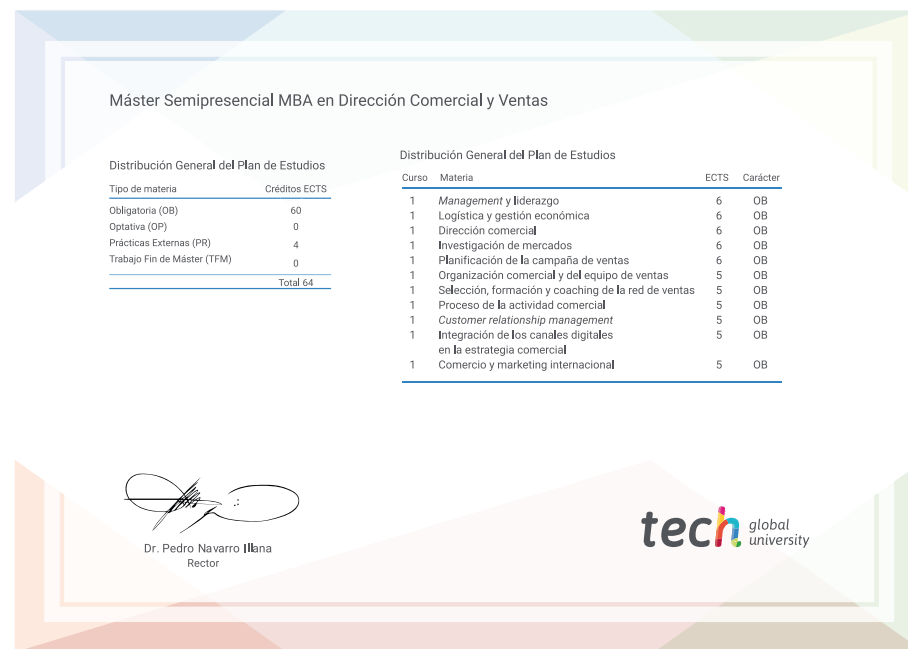 Máster Semipresencial MBA en Dirección Comercial y Ventas
Distribución General del Plan de Estudios
Tipo de materia Créditos ECTS
Obligatoria (OB) 60
Optativa (OP) 0
Prácticas Externas (PR) 4
Trabajo Fin de Máster (TFM) 0
Total 64
Distribución General del Plan de Estudios
Curso Materia ECTS Carácter
1 Management y liderazgo 6 OB
1 Logística y gestión económica 6 OB
1 Dirección comercial 6 OB
1 Investigación de mercados 6 OB
1 Planificación de la campaña de ventas 6 OB
1 Organización comercial y del equipo de ventas 5 OB
1 Selección, formación y coaching de la red de ventas 5 OB
1 Proceso de la actividad comercial 5 OB
1 Customer relationship management 5 OB
1 Integración de los canales digitales 5 OB
en la estrategia comercial
1 Comercio y marketing internacional 5 OB
Dr. Pedro Navarro Illana
Rector
tech global
university